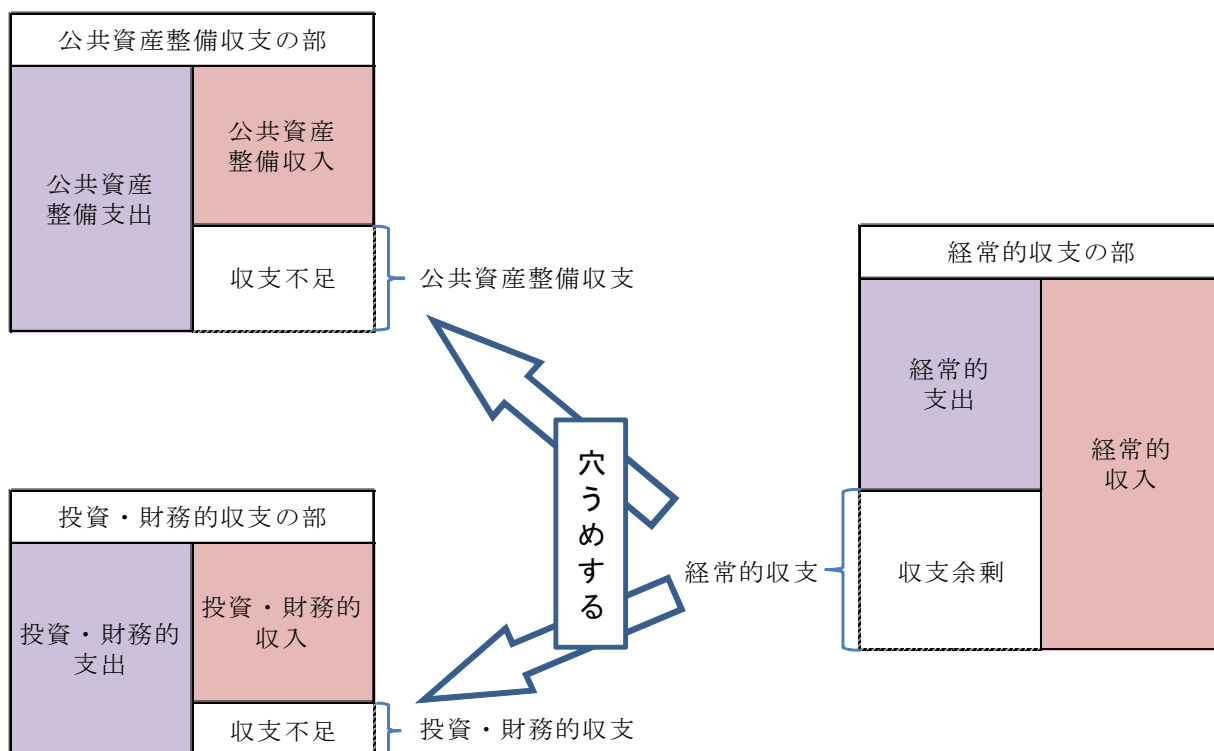 公共資産整備収支の部
公共資産
整備支出
公共資産
整備収入
収支不足
公共資産整備収支
経常的収支の部
経常的
支出
経常的
収入
収支余剰
経常的収支
穴うめする
投資・財務的収支の部
投資・財務的
支出
投資・財務的
収入
収支不足
投資・財務的収支